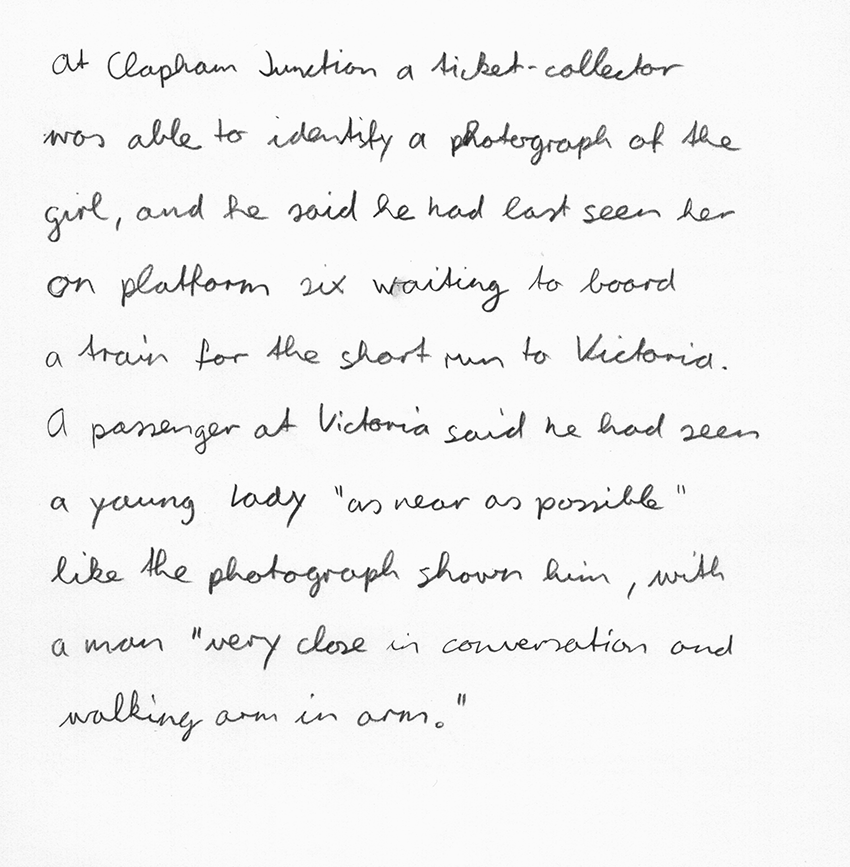 At Clapham Junction a ticket-collector
was able to identify a photograph of the
girl, and he said he had last seen her
on platform six waiting to board
a train for the short run to Victoria.
A passenger at Victoria said he had seen
a young lady "as near as possible"
like the photograph shown him, with
a man "very close in conversation and
walking arm in arm."